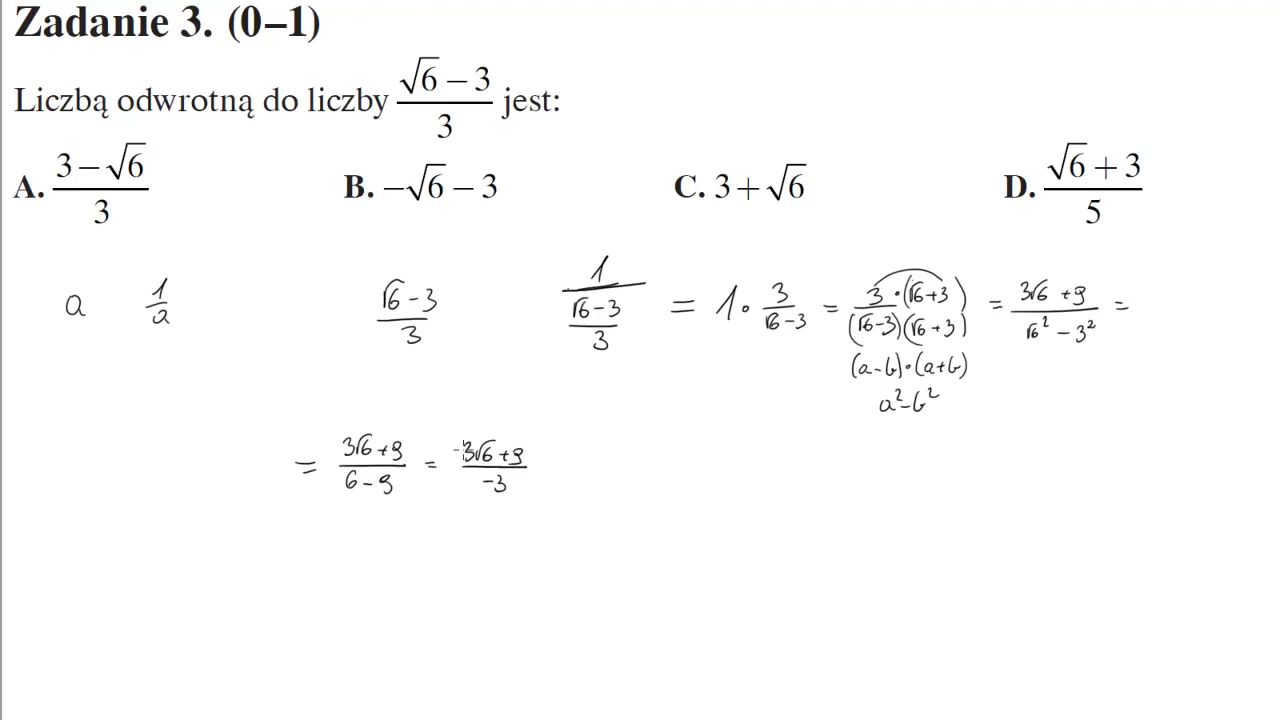 Zadanie 3. (0–1)
Liczbą odwrotną do liczby (√6 − 3)/3 jest:
A. (3 − √6)/3 B. −√6 − 3 C. 3 + √6 D. (√6 + 3)/5
a 1/a (√6 − 3)/3 1/((√6 − 3)/3) = 1 · 3/(√6 − 3) = (3 · (√6 + 3))/((√6 − 3)(√6 + 3)) = (3√6 + 9)/(√6² − 3²) =
(a − b) · (a + b)
a² − b²
= (3√6 + 9)/(6 − 9) = (−3√6 + 9)/(−3)